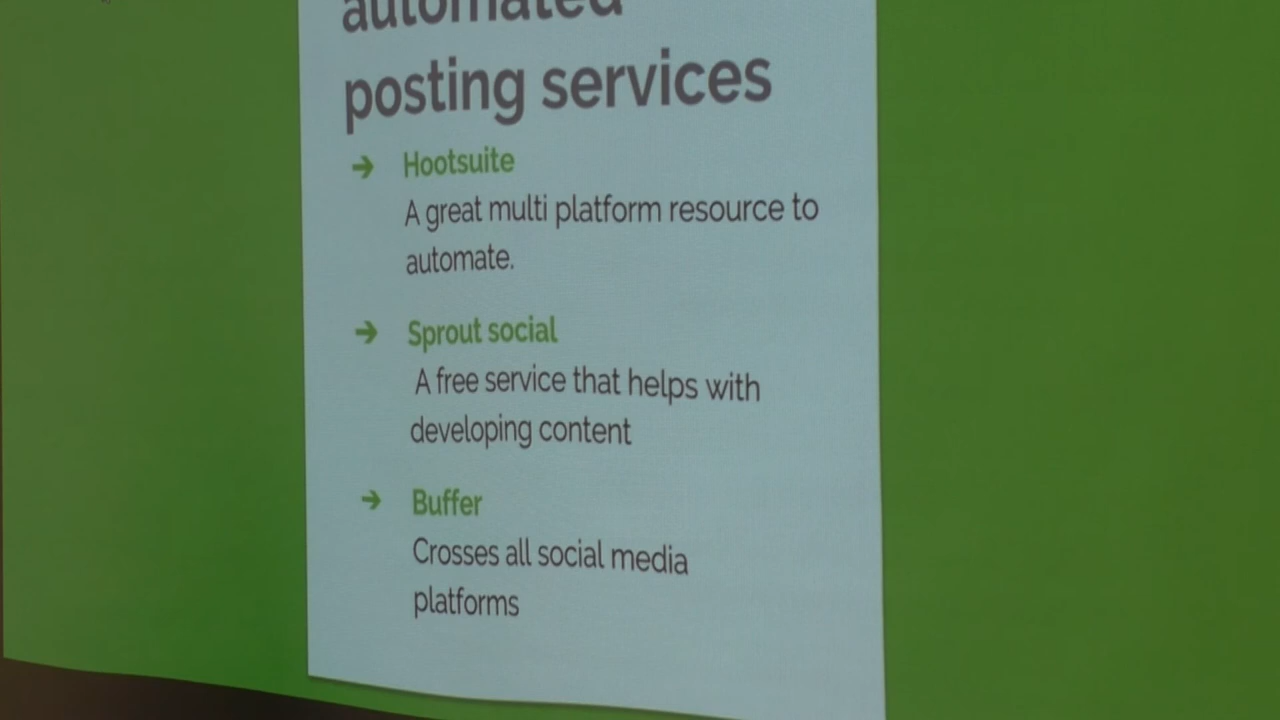 automated
posting services
→ Hootsuite
A great multi platform resource to
automate.
→ Sprout social
A free service that helps with
developing content
→ Buffer
Crosses all social media
platforms